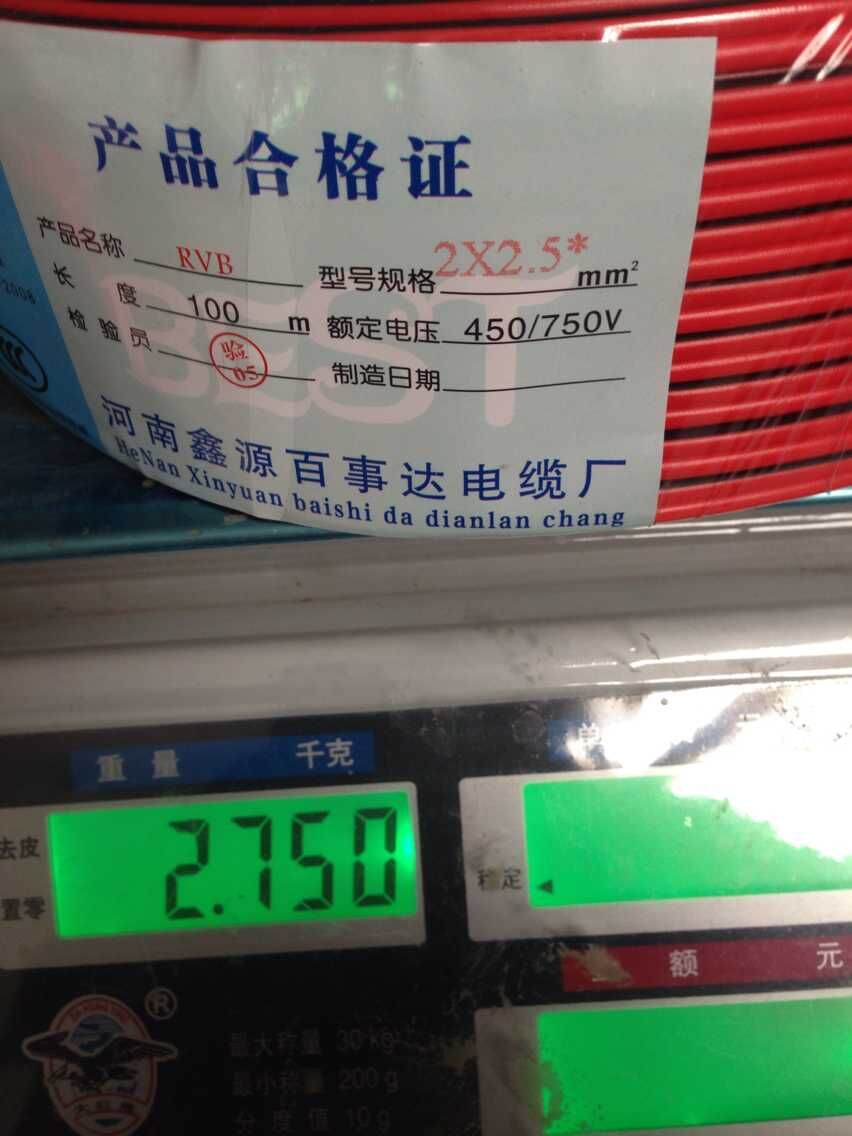 产品合格证
产品名称 RVB 型号规格 2X2.5* mm²
长度 100 m 额定电压 450/750V
检验员 验 05 制造日期
BEST
河南鑫源百事达电缆厂
HeNan Xinyuan baishi da dianlan chang
2008
重量 千克
去皮
置零
2.750
稳定
单
额 元
®
最大称量 30kg
最小称量 200g
分度值 10g